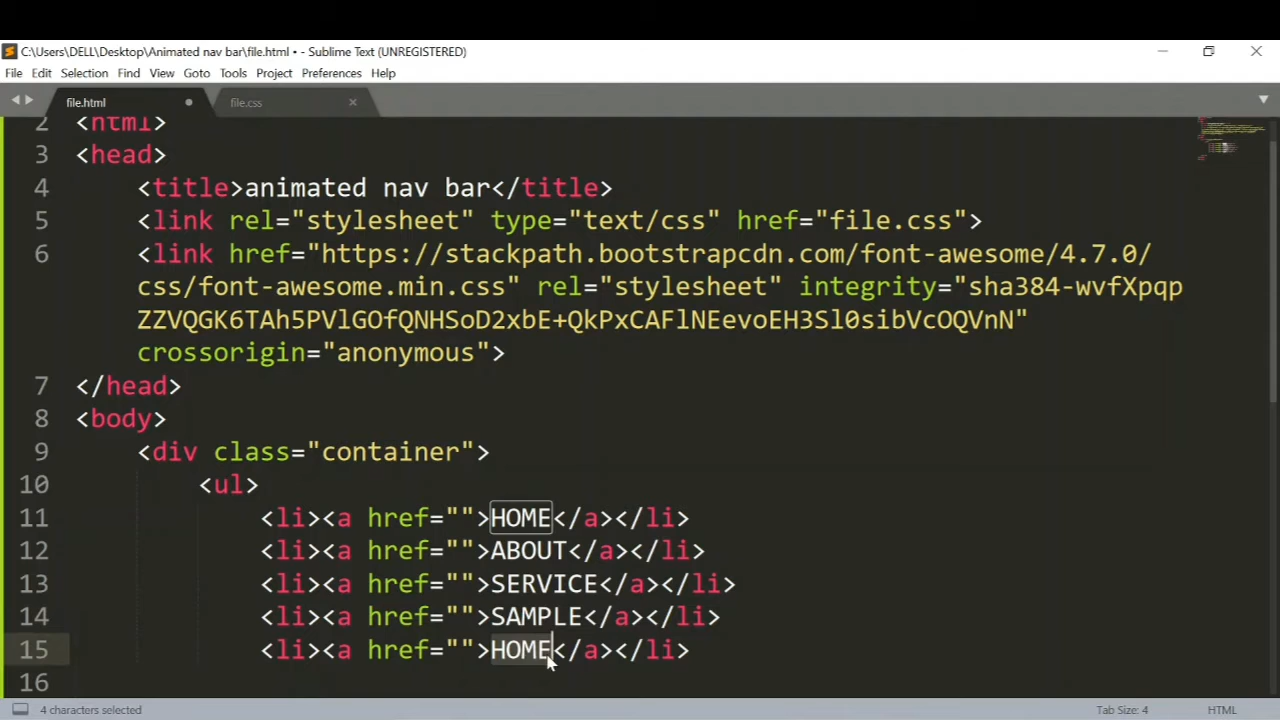 C:\Users\DELL\Desktop\Animated nav bar\file.html • - Sublime Text (UNREGISTERED)
File Edit Selection Find View Goto Tools Project Preferences Help
file.html file.css
2 <html>
3 <head>
4 <title>animated nav bar</title>
5 <link rel="stylesheet" type="text/css" href="file.css">
6 <link href="https://stackpath.bootstrapcdn.com/font-awesome/4.7.0/
css/font-awesome.min.css" rel="stylesheet" integrity="sha384-wvfXpqp
ZZVQGK6TAh5PVlGOfQNHSoD2xbE+QkPxCAFlNEevoEH3Sl0sibVcOQVnN"
crossorigin="anonymous">
7 </head>
8 <body>
9 <div class="container">
10 <ul>
11 <li><a href="">HOME</a></li>
12 <li><a href="">ABOUT</a></li>
13 <li><a href="">SERVICE</a></li>
14 <li><a href="">SAMPLE</a></li>
15 <li><a href="">HOME</a></li>
16
4 characters selected Tab Size: 4 HTML